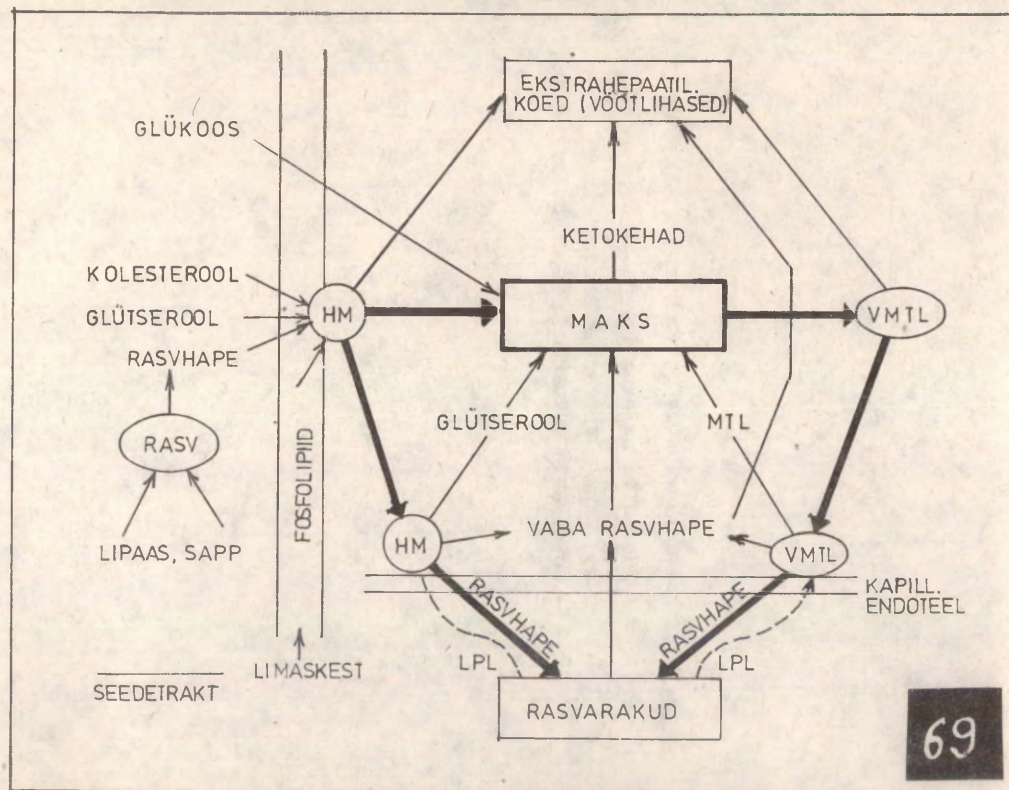 EKSTRAHEPAATIL.
KOED (VÖÖTLIHASED)
GLÜKOOS
KETOKEHAD
KOLESTEROOL
GLÜTSEROOL
RASVHAPE
HM
MAKS
VMTL
RASV
FOSFOLIPIID
GLÜTSEROOL
MTL
LIPAAS, SAPP
HM
VABA RASVHAPE
VMTL
KAPILL.
ENDOTEEL
RASVHAPE
RASVHAPE
LIMASKEST
LPL
LPL
SEEDETRAKT
RASVARAKUD
69